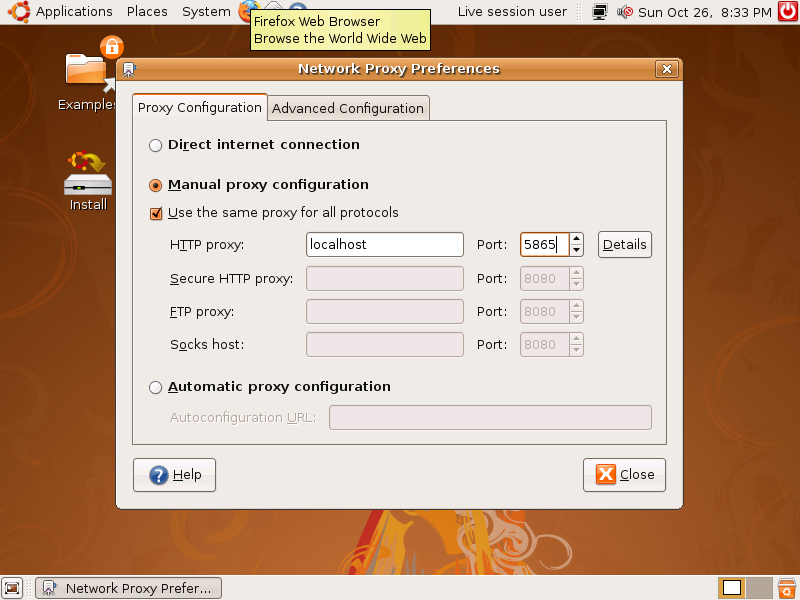 Applications Places System Live session user Sun Oct 26, 8:33 PM
Firefox Web Browser
Browse the World Wide Web
Examples
Install
Network Proxy Preferences
Proxy Configuration Advanced Configuration
Direct internet connection
Manual proxy configuration
Use the same proxy for all protocols
HTTP proxy: localhost Port: 5865 Details
Secure HTTP proxy: Port: 8080
FTP proxy: Port: 8080
Socks host: Port: 8080
Automatic proxy configuration
Autoconfiguration URL:
Help Close
Network Proxy Prefer...